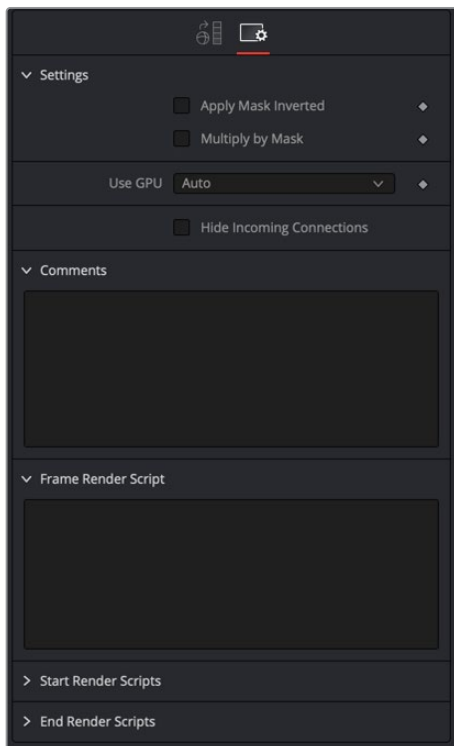 Settings
Apply Mask Inverted
Multiply by Mask
Use GPU Auto
Hide Incoming Connections
Comments
Frame Render Script
Start Render Scripts
End Render Scripts